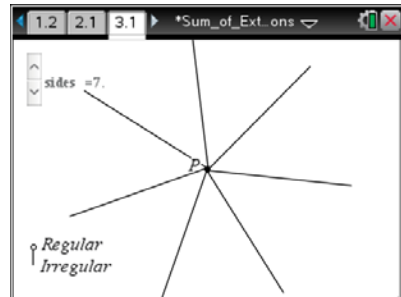 1.2 2.1 3.1 *Sum_of_Ext...ons
sides =7.
P
Regular
Irregular